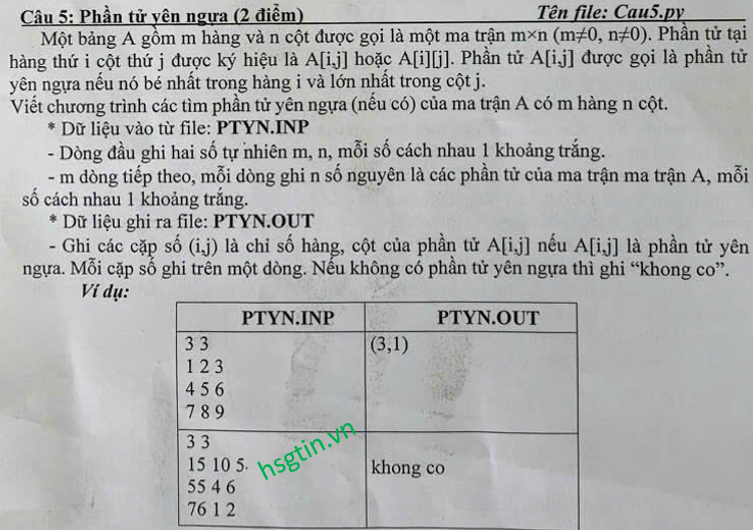 Câu 5: Phần tử yên ngựa (2 điểm) Tên file: Cau5.py
Một bảng A gồm m hàng và n cột được gọi là một ma trận m×n (m≠0, n≠0). Phần tử tại
hàng thứ i cột thứ j được ký hiệu là A[i,j] hoặc A[i][j]. Phần tử A[i,j] được gọi là phần tử
yên ngựa nếu nó bé nhất trong hàng i và lớn nhất trong cột j.
Viết chương trình các tìm phần tử yên ngựa (nếu có) của ma trận A có m hàng n cột.
* Dữ liệu vào từ file: PTYN.INP
- Dòng đầu ghi hai số tự nhiên m, n, mỗi số cách nhau 1 khoảng trắng.
- m dòng tiếp theo, mỗi dòng ghi n số nguyên là các phần tử của ma trận ma trận A, mỗi
số cách nhau 1 khoảng trắng.
* Dữ liệu ghi ra file: PTYN.OUT
- Ghi các cặp số (i,j) là chỉ số hàng, cột của phần tử A[i,j] nếu A[i,j] là phần tử yên
ngựa. Mỗi cặp số ghi trên một dòng. Nếu không có phần tử yên ngựa thì ghi “khong co”.
Ví dụ:
PTYN.INP PTYN.OUT
3 3 (3,1)
1 2 3
4 5 6
7 8 9
3 3
15 10 5 khong co
55 4 6
76 1 2
hsgtin.vn